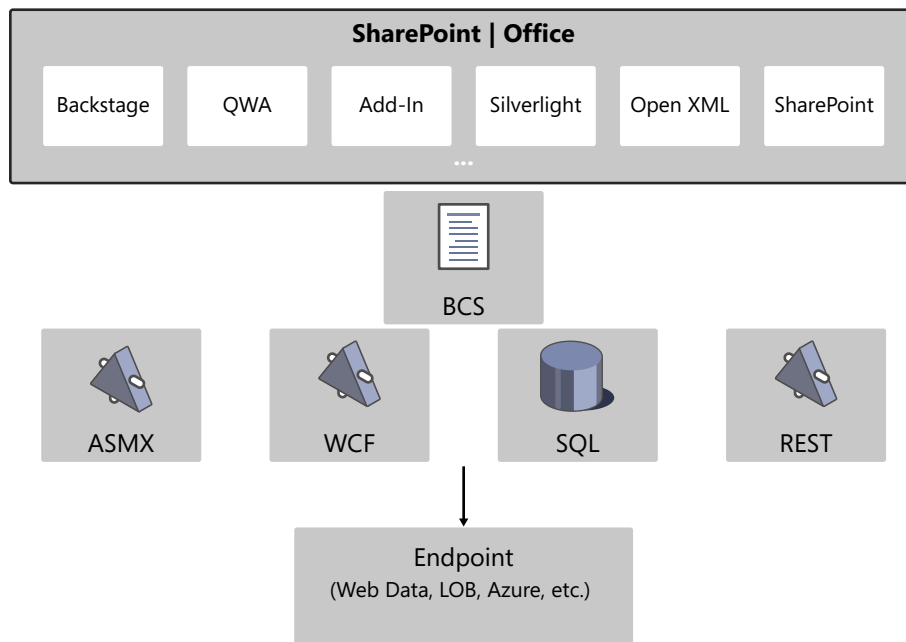 SharePoint | Office
Backstage
QWA
Add-In
Silverlight
Open XML
SharePoint
...
BCS
ASMX
WCF
SQL
REST
Endpoint
(Web Data, LOB, Azure, etc.)